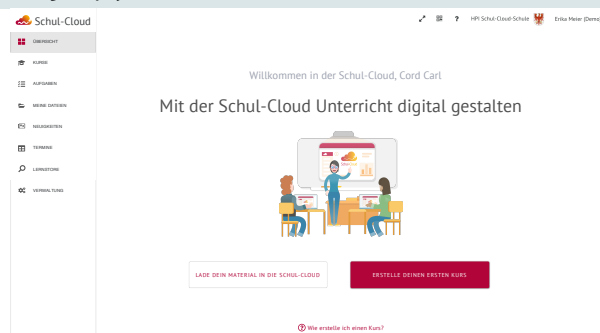 Schul-Cloud
? HPI Schul-Cloud-Schule Erika Meier (Demo)
ÜBERSICHT
KURSE
AUFGABEN
MEINE DATEIEN
NEUIGKEITEN
TERMINE
LERNSTORE
VERWALTUNG
Willkommen in der Schul-Cloud, Cord Carl
Mit der Schul-Cloud Unterricht digital gestalten
LADE DEIN MATERIAL IN DIE SCHUL-CLOUD
ERSTELLE DEINEN ERSTEN KURS
? Wie erstelle ich einen Kurs?